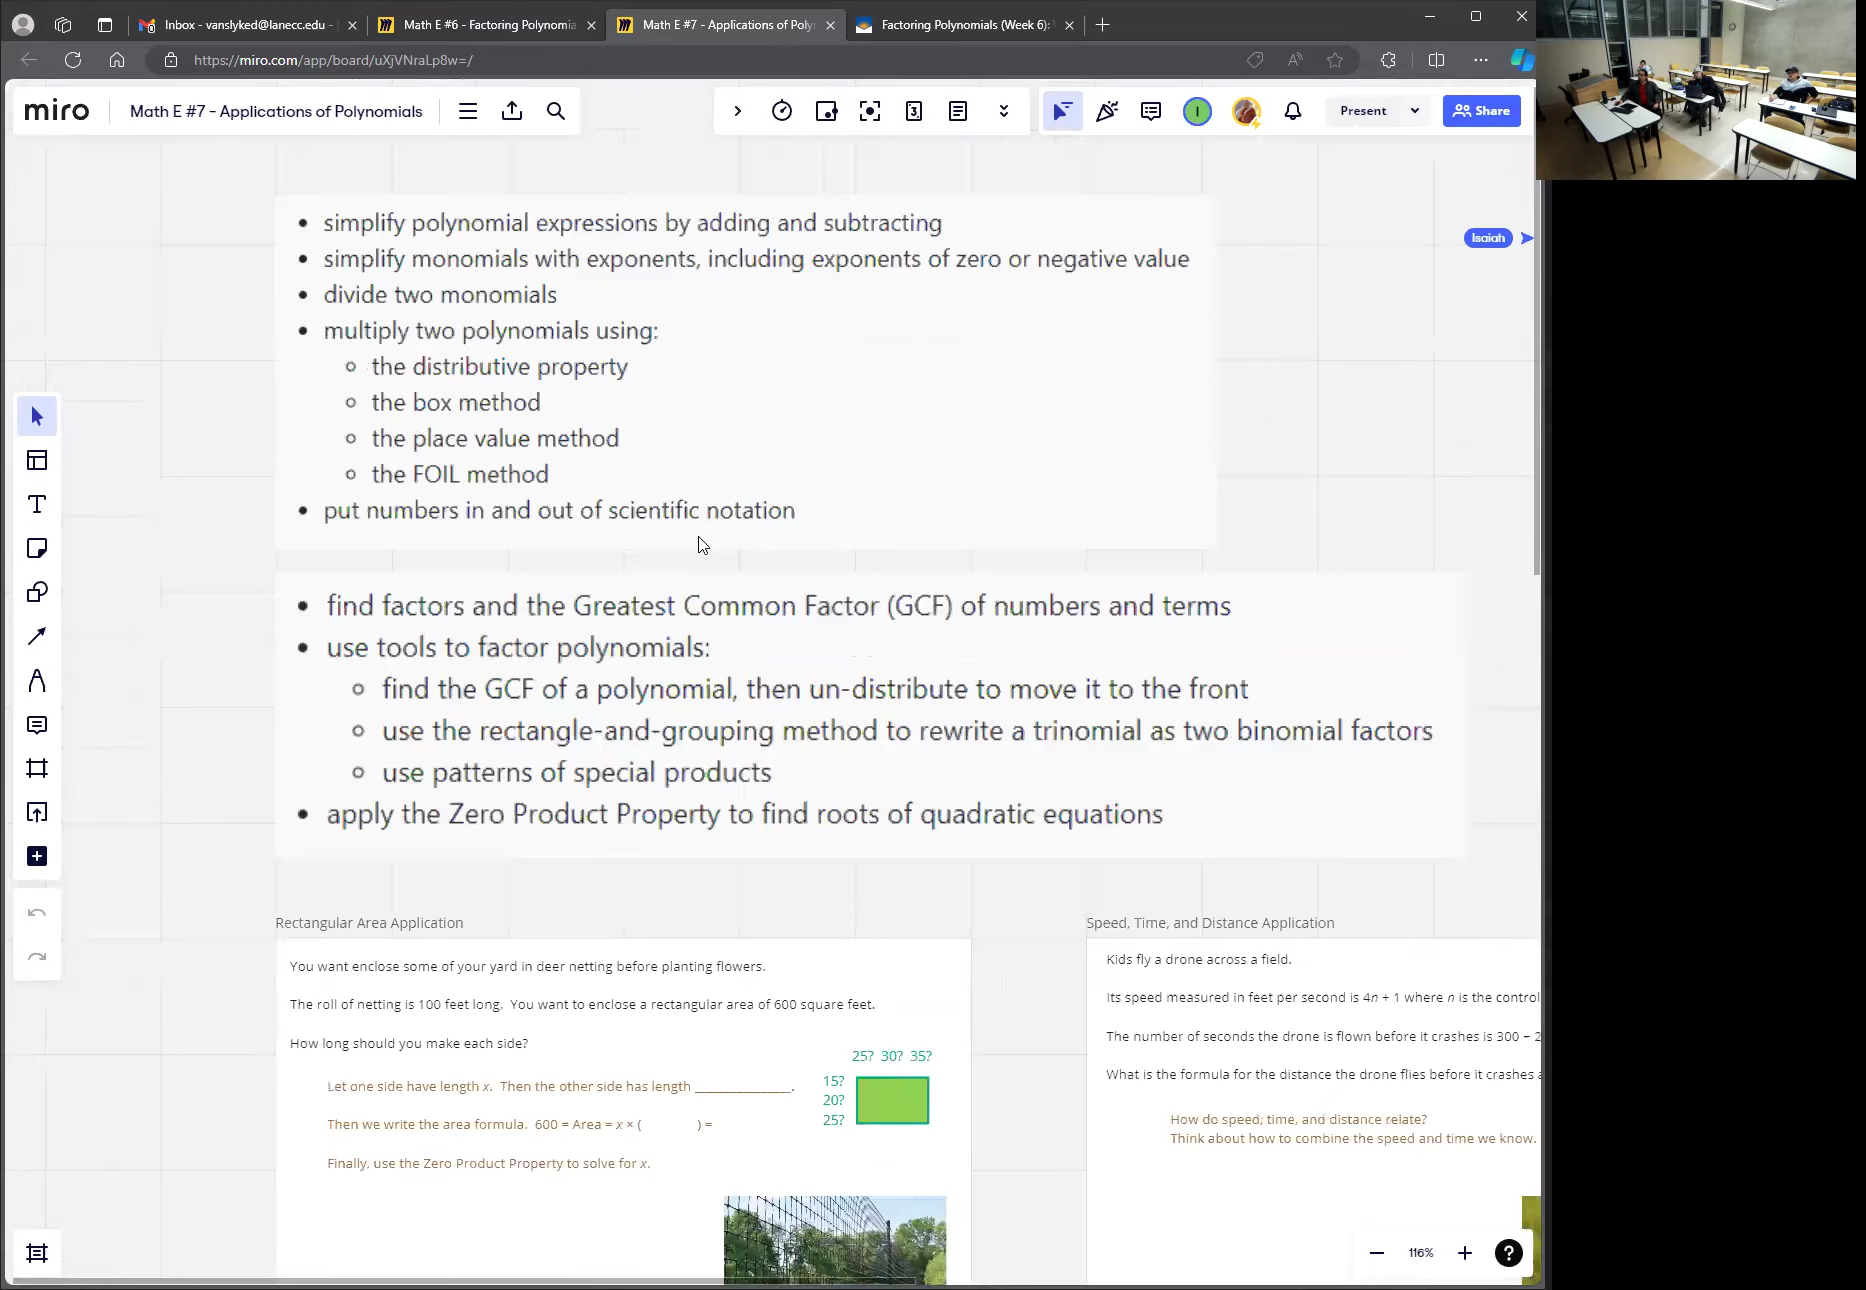 Inbox - vanslyked@lanecc.edu -
Math E #6 - Factoring Polynomia
Math E #7 - Applications of Poly
Factoring Polynomials (Week 6):
https://miro.com/app/board/uXjVNraLp8w=/
miro
Math E #7 - Applications of Polynomials
I
Present
Share
Isaiah
• simplify polynomial expressions by adding and subtracting
• simplify monomials with exponents, including exponents of zero or negative value
• divide two monomials
• multiply two polynomials using:
○ the distributive property
○ the box method
○ the place value method
○ the FOIL method
• put numbers in and out of scientific notation
• find factors and the Greatest Common Factor (GCF) of numbers and terms
• use tools to factor polynomials:
○ find the GCF of a polynomial, then un-distribute to move it to the front
○ use the rectangle-and-grouping method to rewrite a trinomial as two binomial factors
○ use patterns of special products
• apply the Zero Product Property to find roots of quadratic equations
Rectangular Area Application
You want enclose some of your yard in deer netting before planting flowers.
The roll of netting is 100 feet long. You want to enclose a rectangular area of 600 square feet.
How long should you make each side?
25? 30? 35?
15?
20?
25?
Let one side have length x. Then the other side has length ______________.
Then we write the area formula. 600 = Area = x × ( ) =
Finally, use the Zero Product Property to solve for x.
Speed, Time, and Distance Application
Kids fly a drone across a field.
Its speed measured in feet per second is 4n + 1 where n is the control
The number of seconds the drone is flown before it crashes is 300 − 2
What is the formula for the distance the drone flies before it crashes
How do speed, time, and distance relate?
Think about how to combine the speed and time we know.
116%